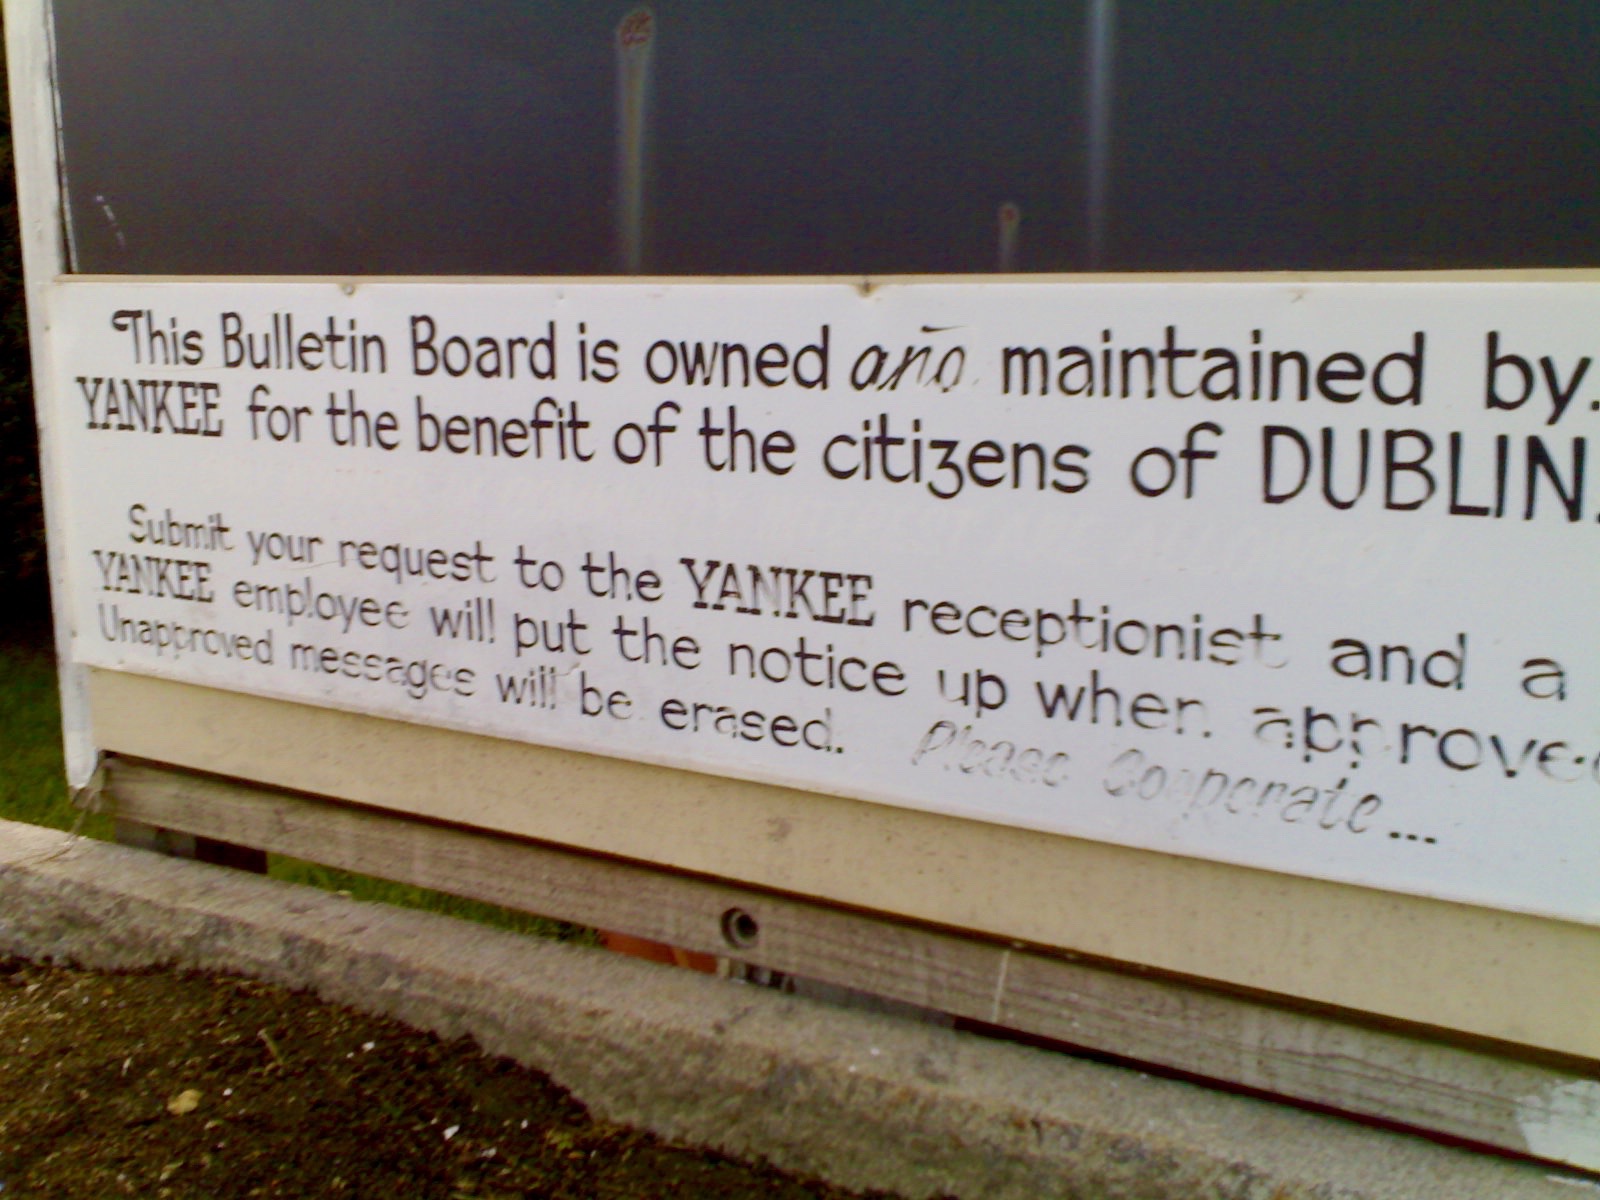 This Bulletin Board is owned and maintained by.
YANKEE for the benefit of the citizens of DUBLIN.
Submit your request to the YANKEE receptionist and a
YANKEE employee will put the notice up when approved
Unapproved messages will be erased. Please Cooperate...